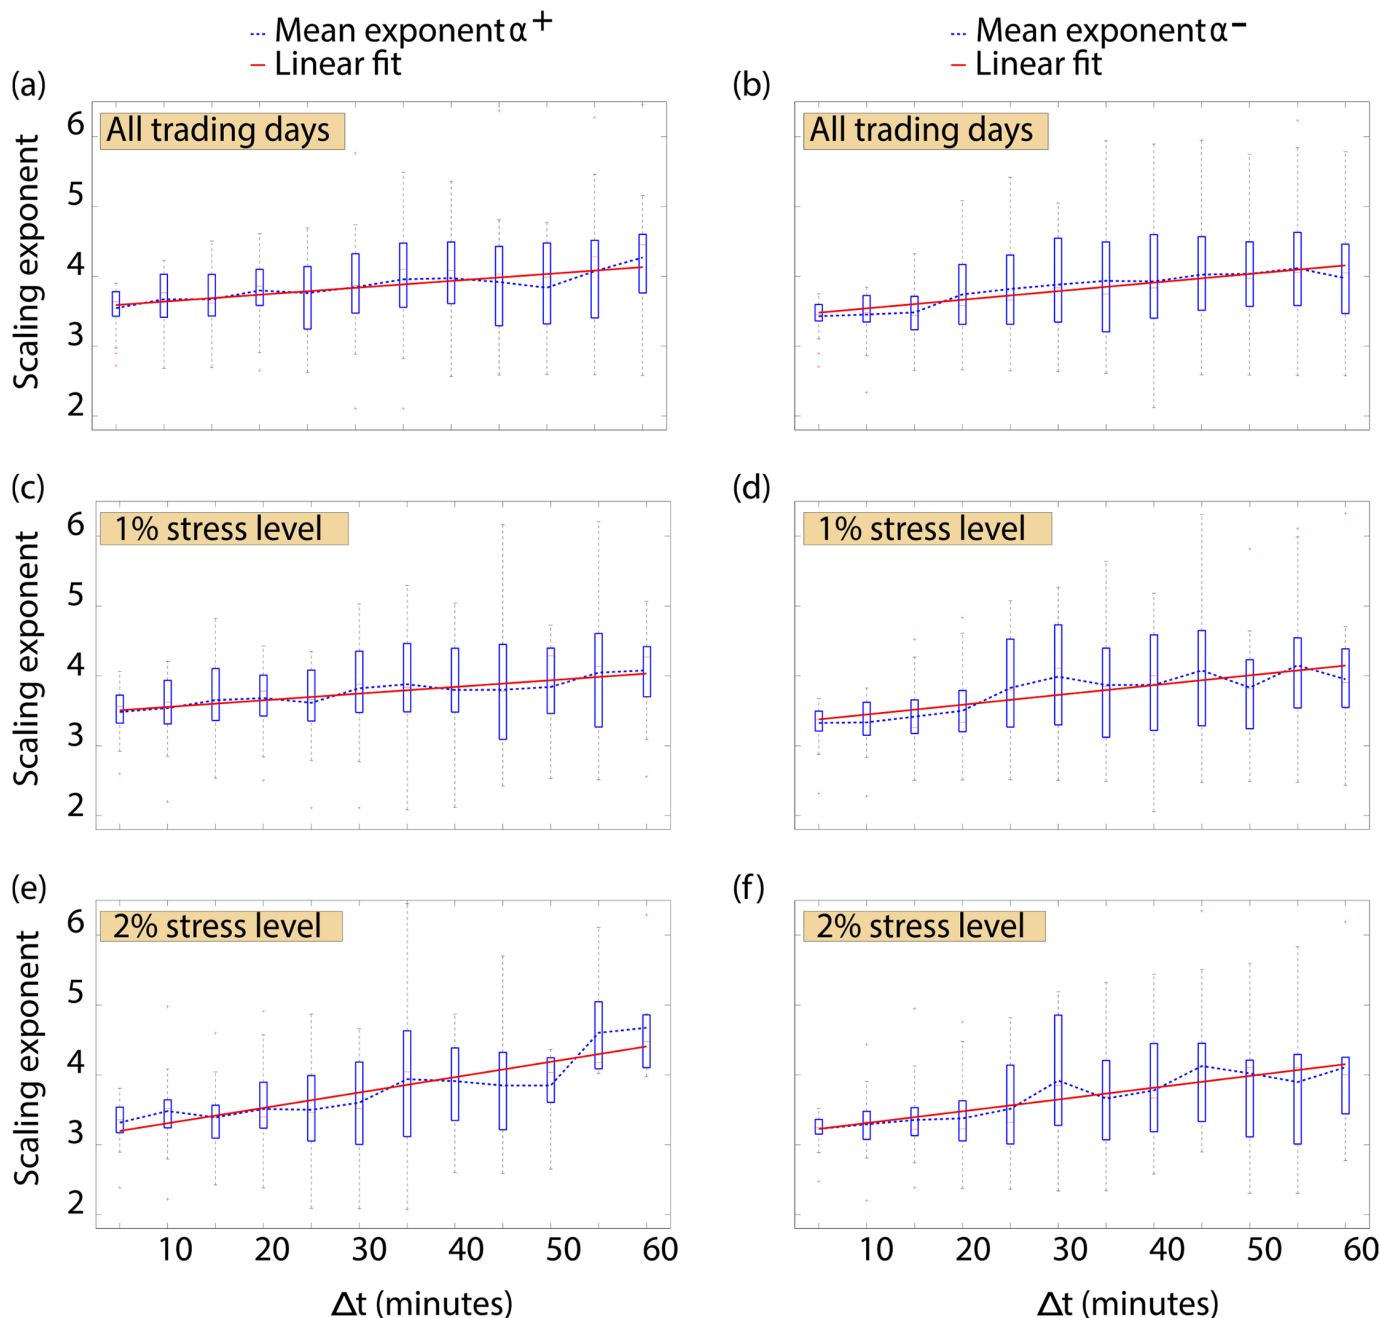 Mean exponent α+
Linear fit
Mean exponent α-
Linear fit
(a)
All trading days
(b)
All trading days
Scaling exponent
6
5
4
3
2
(c)
1% stress level
(d)
1% stress level
Scaling exponent
6
5
4
3
2
(e)
2% stress level
(f)
2% stress level
Scaling exponent
6
5
4
3
2
10 20 30 40 50 60
10 20 30 40 50 60
Δt (minutes)
Δt (minutes)